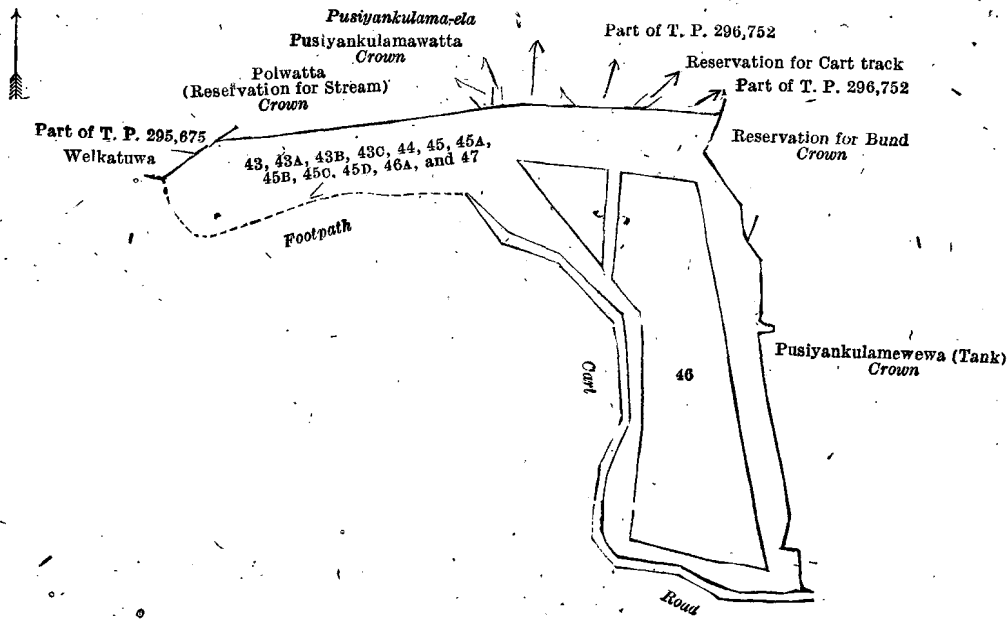 Pusiyankulama-ela
Pusiyankulamawatta
Crown
Part of T. P. 296,752
Polwatta
(Reservation for Stream)
Crown
Reservation for Cart track
Part of T. P. 296,752
Part of T. P. 295,675
Welkatuwa
Reservation for Bund
Crown
43, 43A, 43B, 43C, 44, 45, 45A,
45B, 45C, 45D, 46A, and 47
Footpath
Pusiyankulamewewa (Tank)
Crown
Cart
46
Road